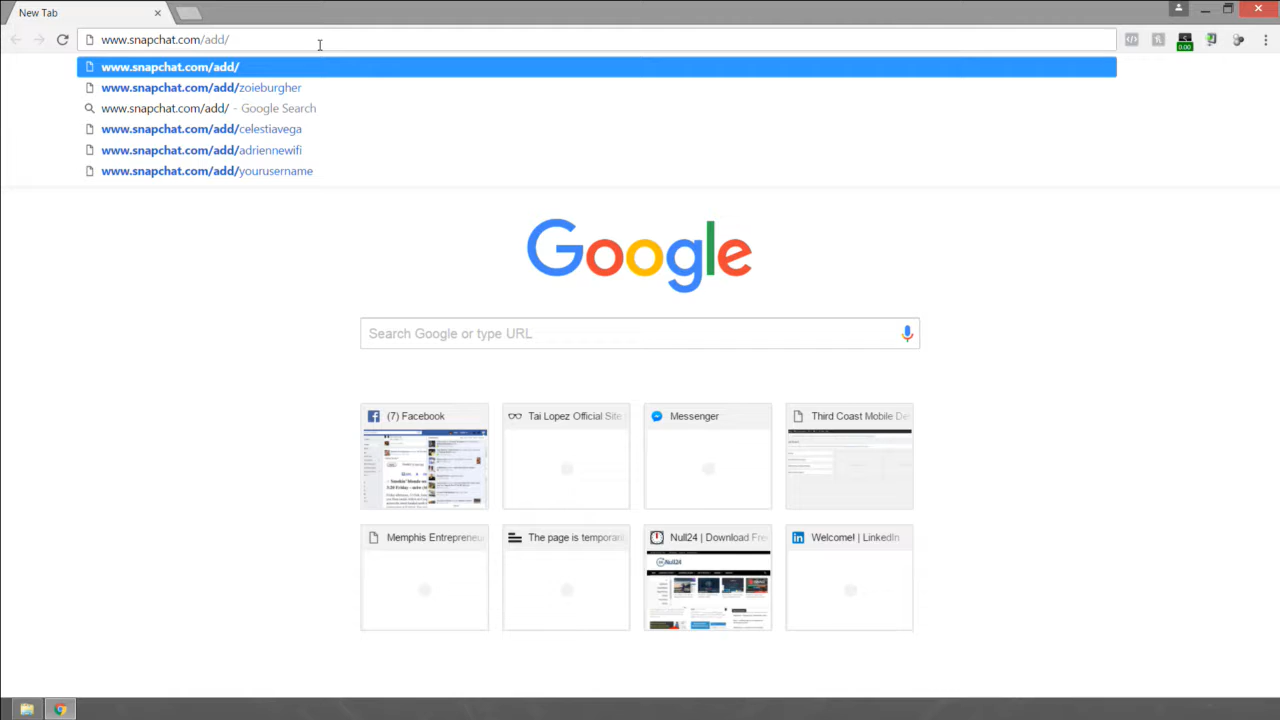 New Tab
www.snapchat.com/add/
0.00
www.snapchat.com/add/
www.snapchat.com/add/zoieburgher
www.snapchat.com/add/ - Google Search
www.snapchat.com/add/celestiavega
www.snapchat.com/add/adriennewifi
www.snapchat.com/add/yourusername
Google
Search Google or type URL
(7) Facebook
Tai Lopez Official Site
Messenger
Third Coast Mobile De
Memphis Entrepreneu
The page is temporari
Null24 | Download Fre
Welcome! | LinkedIn
Null24